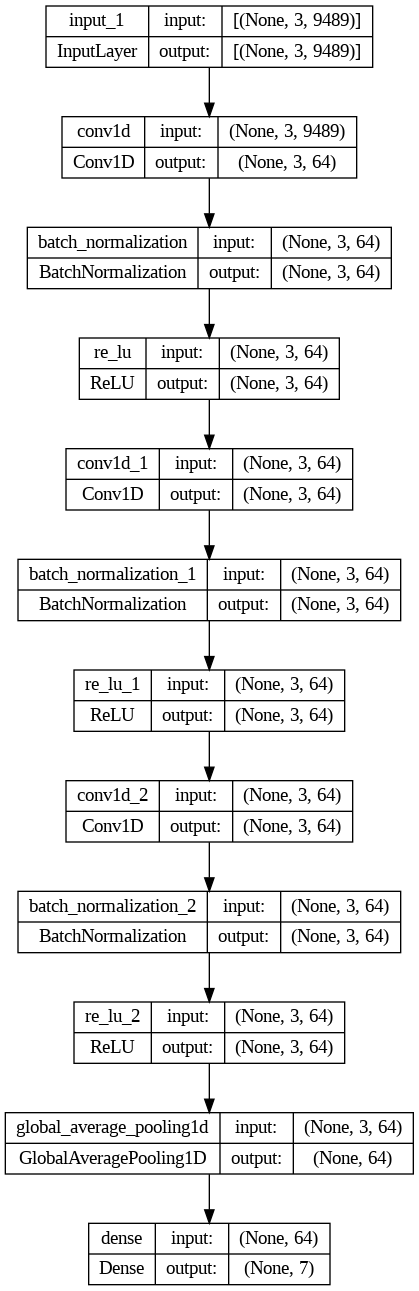 input_1 input: [(None, 3, 9489)]
InputLayer output: [(None, 3, 9489)]
conv1d input: (None, 3, 9489)
Conv1D output: (None, 3, 64)
batch_normalization input: (None, 3, 64)
BatchNormalization output: (None, 3, 64)
re_lu input: (None, 3, 64)
ReLU output: (None, 3, 64)
conv1d_1 input: (None, 3, 64)
Conv1D output: (None, 3, 64)
batch_normalization_1 input: (None, 3, 64)
BatchNormalization output: (None, 3, 64)
re_lu_1 input: (None, 3, 64)
ReLU output: (None, 3, 64)
conv1d_2 input: (None, 3, 64)
Conv1D output: (None, 3, 64)
batch_normalization_2 input: (None, 3, 64)
BatchNormalization output: (None, 3, 64)
re_lu_2 input: (None, 3, 64)
ReLU output: (None, 3, 64)
global_average_pooling1d input: (None, 3, 64)
GlobalAveragePooling1D output: (None, 64)
dense input: (None, 64)
Dense output: (None, 7)